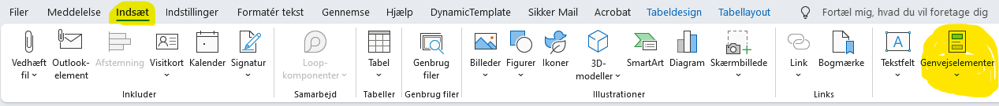 Filer Meddelelse Indsæt Indstillinger Formatér tekst Gennemse Hjælp DynamicTemplate Sikker Mail Acrobat Tabeldesign Tabellayout Fortæl mig, hvad du vil foretage dig
Vedhæft fil
Outlook-element
Afstemning
Visitkort
Kalender
Signatur
Inkluder
Loop-komponenter
Samarbejd
Tabel
Tabeller
Genbrug filer
Genbrug filer
Billeder
Figurer
Ikoner
3D-modeller
SmartArt
Diagram
Skærmbillede
Illustrationer
Link
Bogmærke
Links
A
Tekstfelt
Genvejselementer